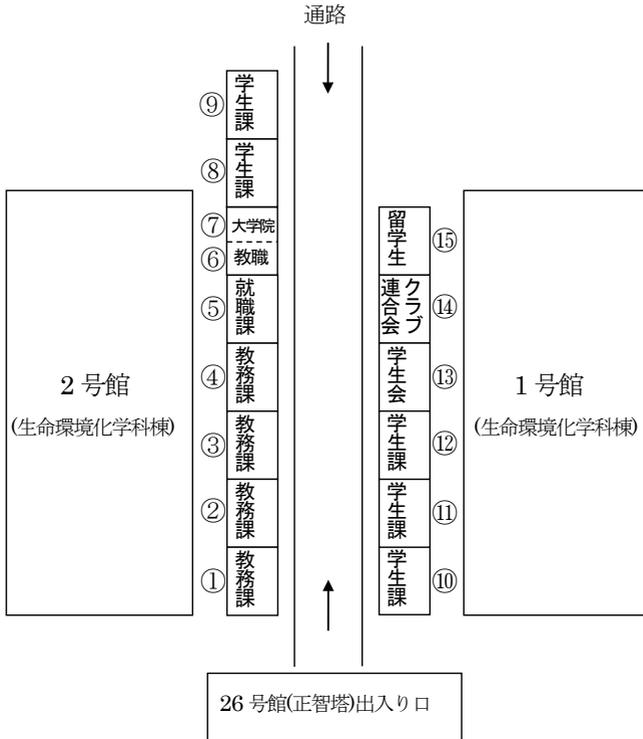 通路
⑨ 学生課
⑧ 学生課
⑦ 大学院
⑥ 教職
⑤ 就職課
④ 教務課
③ 教務課
② 教務課
① 教務課
留学生 ⑮
クラブ連合会 ⑭
学生会 ⑬
学生課 ⑫
学生課 ⑪
学生課 ⑩
2 号館
(生命環境化学科棟)
1 号館
(生命環境化学科棟)
26 号館(正智塔)出入り口